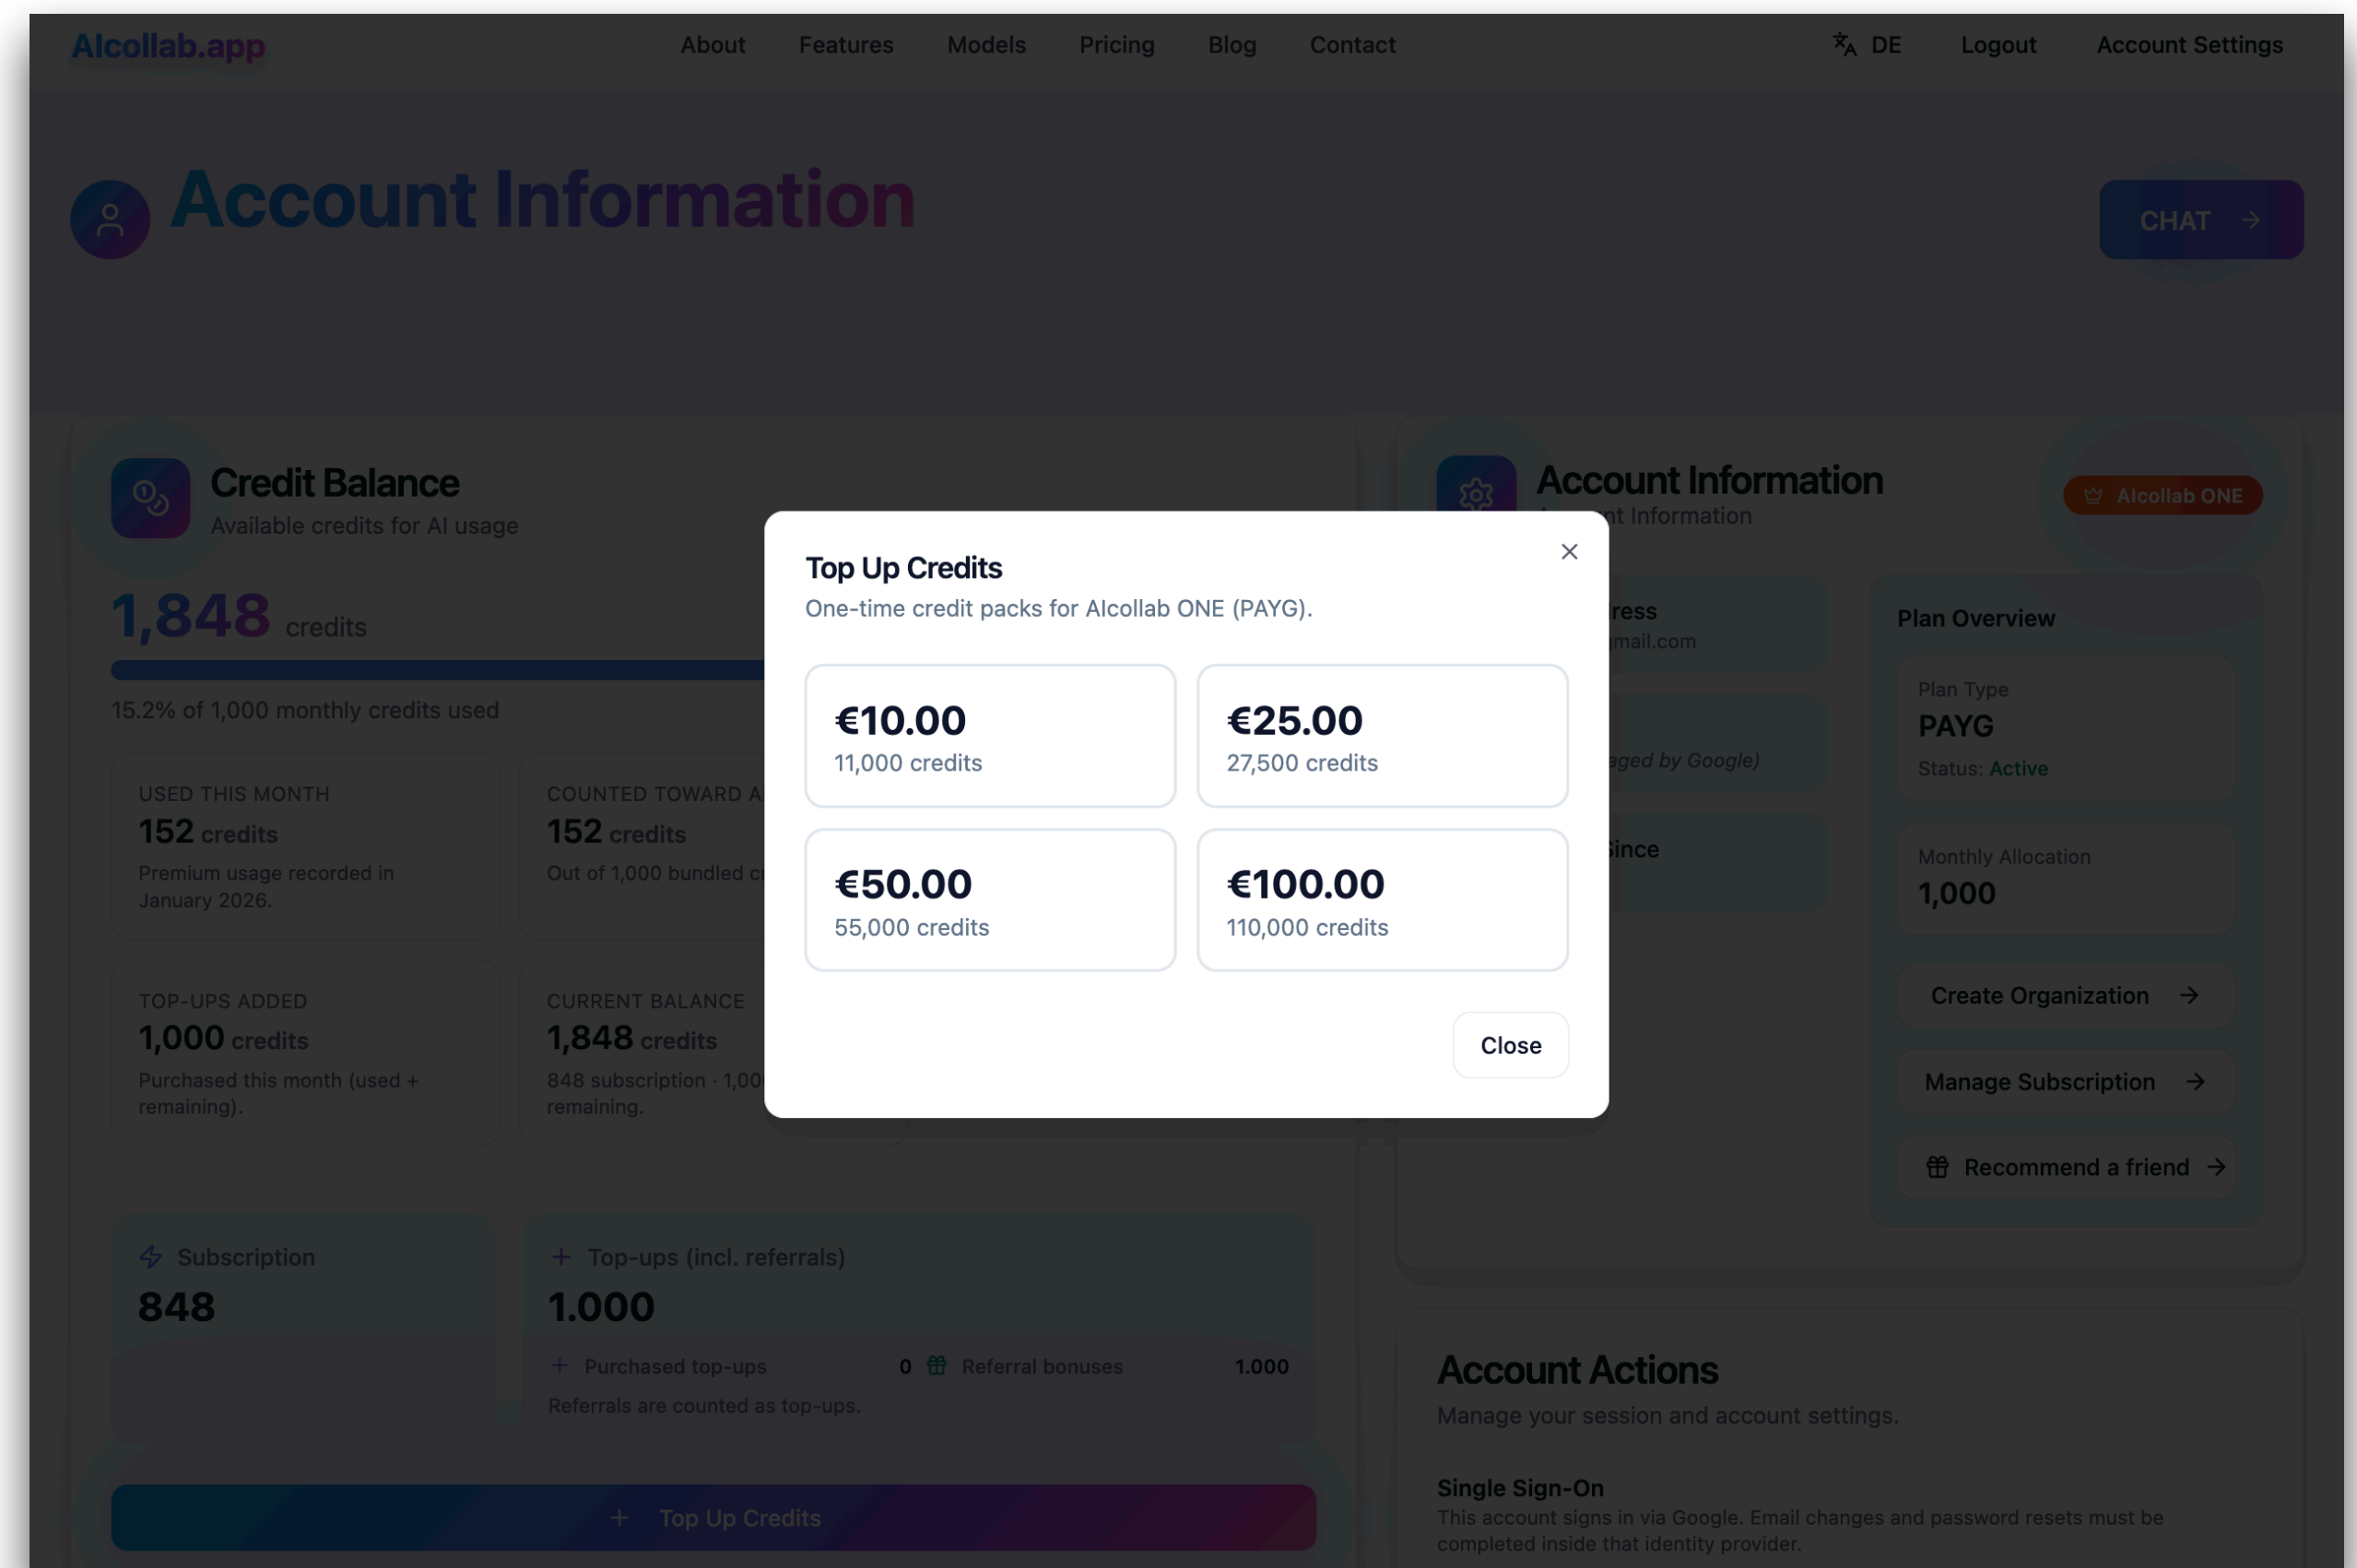 AIcollab.app
About
Features
Models
Pricing
Blog
Contact
DE
Logout
Account Settings
Account Information
CHAT
Credit Balance
Available credits for AI usage
1,848 credits
15.2% of 1,000 monthly credits used
USED THIS MONTH
152 credits
Premium usage recorded in
January 2026.
COUNTED TOWARD
152 credits
Out of 1,000 bundled
TOP-UPS ADDED
1,000 credits
Purchased this month (used +
remaining).
CURRENT BALANCE
1,848 credits
848 subscription ·
remaining.
Subscription
848
Top-ups (incl. referrals)
1.000
Purchased top-ups
0
Referral bonuses
1.000
Referrals are counted as top-ups.
Top Up Credits
Top Up Credits
One-time credit packs for AIcollab ONE (PAYG).
€10.00
11,000 credits
€25.00
27,500 credits
€50.00
55,000 credits
€100.00
110,000 credits
Close
Account Information
Information
AIcollab ONE
gmail.com
by Google)
Since
Plan Overview
Plan Type
PAYG
Status: Active
Monthly Allocation
1,000
Create Organization
Manage Subscription
Recommend a friend
Account Actions
Manage your session and account settings.
Single Sign-On
This account signs in via Google. Email changes and password resets must be
completed inside that identity provider.